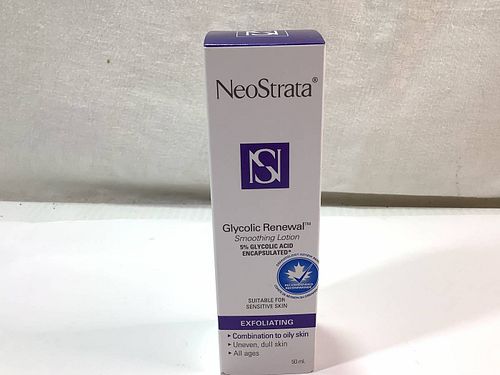 NeoStrata®
NS
Glycolic Renewal™
Smoothing Lotion
5% GLYCOLIC ACID
ENCAPSULATED*
SUITABLE FOR
SENSITIVE SKIN
EXFOLIATING
▸ Combination to oily skin
▸ Uneven, dull skin
▸ All ages
50 mL